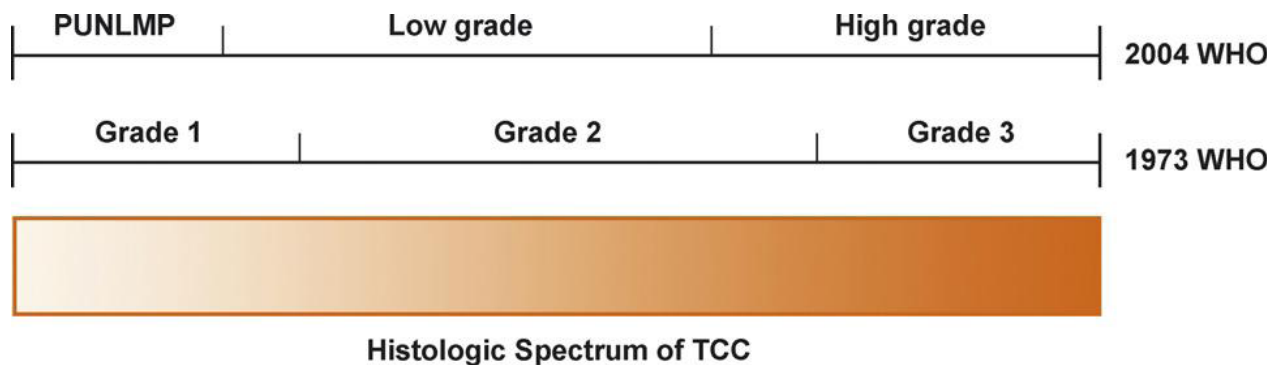 PUNLMP Low grade High grade
2004 WHO
Grade 1 Grade 2 Grade 3
1973 WHO
Histologic Spectrum of TCC